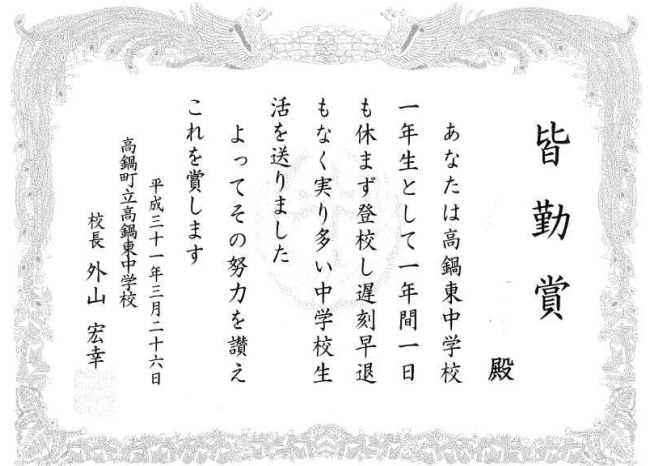 皆勤賞
殿
あなたは高鍋東中学校
一年生として一年間一日
も休まず登校し遅刻早退
もなく実り多い中学校生
活を送りました
よってその努力を讃え
これを賞します
平成三十一年三月二十六日
高鍋町立高鍋東中学校
校長 外山 宏幸